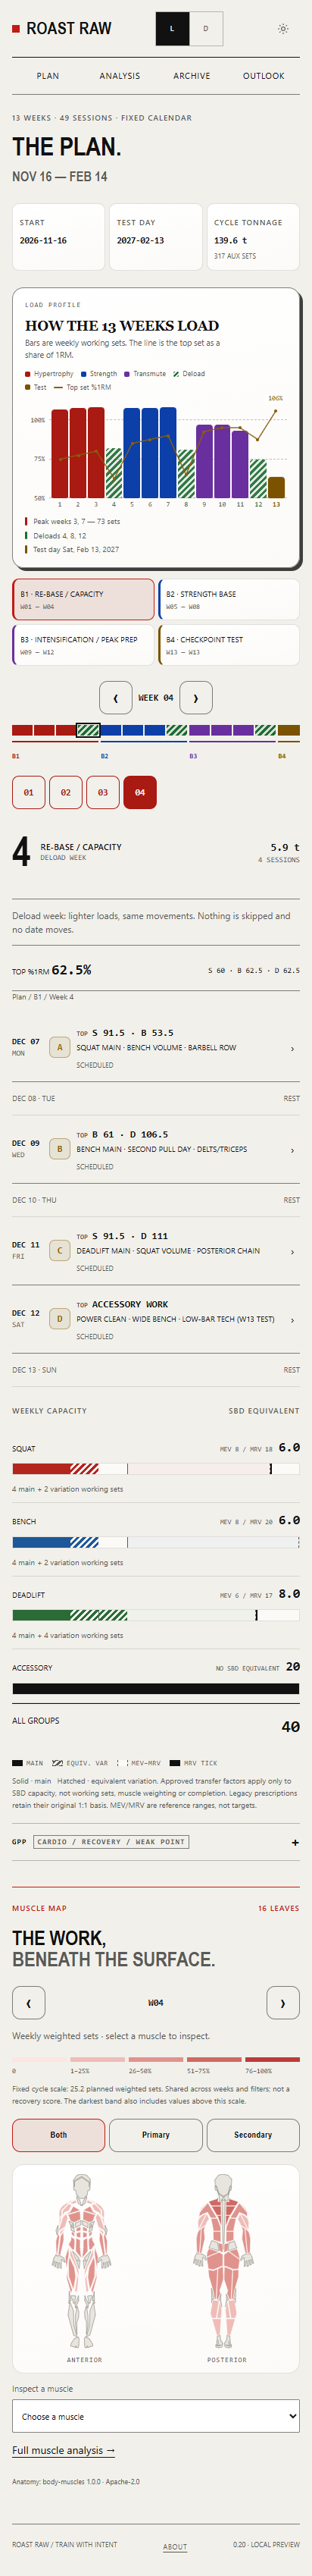 ROAST RAW
L D
PLAN ANALYSIS ARCHIVE OUTLOOK
13 WEEKS · 49 SESSIONS · FIXED CALENDAR
THE PLAN.
NOV 16 — FEB 14
START
2026-11-16
TEST DAY
2027-02-13
CYCLE TONNAGE
139.6 t
317 AUX SETS
LOAD PROFILE
HOW THE 13 WEEKS LOAD
Bars are weekly working sets. The line is the top set as a
share of 1RM.
Hypertrophy Strength Transmute Deload
Test Top set %1RM
106%
100%
75%
50%
1 2 3 4 5 6 7 8 9 10 11 12 13
Peak weeks 3, 7 — 73 sets
Deloads 4, 8, 12
Test day Sat, Feb 13, 2027
B1 · RE-BASE / CAPACITY
W01 — W04
B2 · STRENGTH BASE
W05 — W08
B3 · INTENSIFICATION / PEAK PREP
W09 — W12
B4 · CHECKPOINT TEST
W13 — W13
‹ WEEK 04 ›
B1 B2 B3 B4
01 02 03 04
4 RE-BASE / CAPACITY 5.9 t
DELOAD WEEK 4 SESSIONS
Deload week: lighter loads, same movements. Nothing is skipped and
no date moves.
TOP %1RM 62.5% S 60 · B 62.5 · D 62.5
Plan / B1 / Week 4
DEC 07
MON
A
TOP S 91.5 · B 53.5
SQUAT MAIN · BENCH VOLUME · BARBELL ROW
SCHEDULED
›
DEC 08 · TUE REST
DEC 09
WED
B
TOP B 61 · D 106.5
BENCH MAIN · SECOND PULL DAY · DELTS/TRICEPS
SCHEDULED
›
DEC 10 · THU REST
DEC 11
FRI
C
TOP S 91.5 · D 111
DEADLIFT MAIN · SQUAT VOLUME · POSTERIOR CHAIN
SCHEDULED
›
DEC 12
SAT
D
TOP ACCESSORY WORK
POWER CLEAN · WIDE BENCH · LOW-BAR TECH (W13 TEST)
SCHEDULED
›
DEC 13 · SUN REST
WEEKLY CAPACITY SBD EQUIVALENT
SQUAT MEV 8 / MRV 18 6.0
4 main + 2 variation working sets
BENCH MEV 8 / MRV 20 6.0
4 main + 2 variation working sets
DEADLIFT MEV 6 / MRV 17 8.0
4 main + 4 variation working sets
ACCESSORY NO SBD EQUIVALENT 20
ALL GROUPS 40
MAIN EQUIV. VAR MEV—MRV MRV TICK
Solid · main Hatched · equivalent variation. Approved transfer factors apply only to
SBD capacity, not working sets, muscle weighting or completion. Legacy prescriptions
retain their original 1:1 basis. MEV/MRV are reference ranges, not targets.
GPP CARDIO / RECOVERY / WEAK POINT +
MUSCLE MAP 16 LEAVES
THE WORK,
BENEATH THE SURFACE.
‹ W04 ›
Weekly weighted sets · select a muscle to inspect.
0 1–25% 26–50% 51–75% 76–100%
Fixed cycle scale: 25.2 planned weighted sets. Shared across weeks and filters; not a
recovery score. The darkest band also includes values above this scale.
Both Primary Secondary
ANTERIOR POSTERIOR
Inspect a muscle
Choose a muscle
Full muscle analysis →
Anatomy: body-muscles 1.0.0 · Apache-2.0
ROAST RAW / TRAIN WITH INTENT ABOUT 0.20 · LOCAL PREVIEW